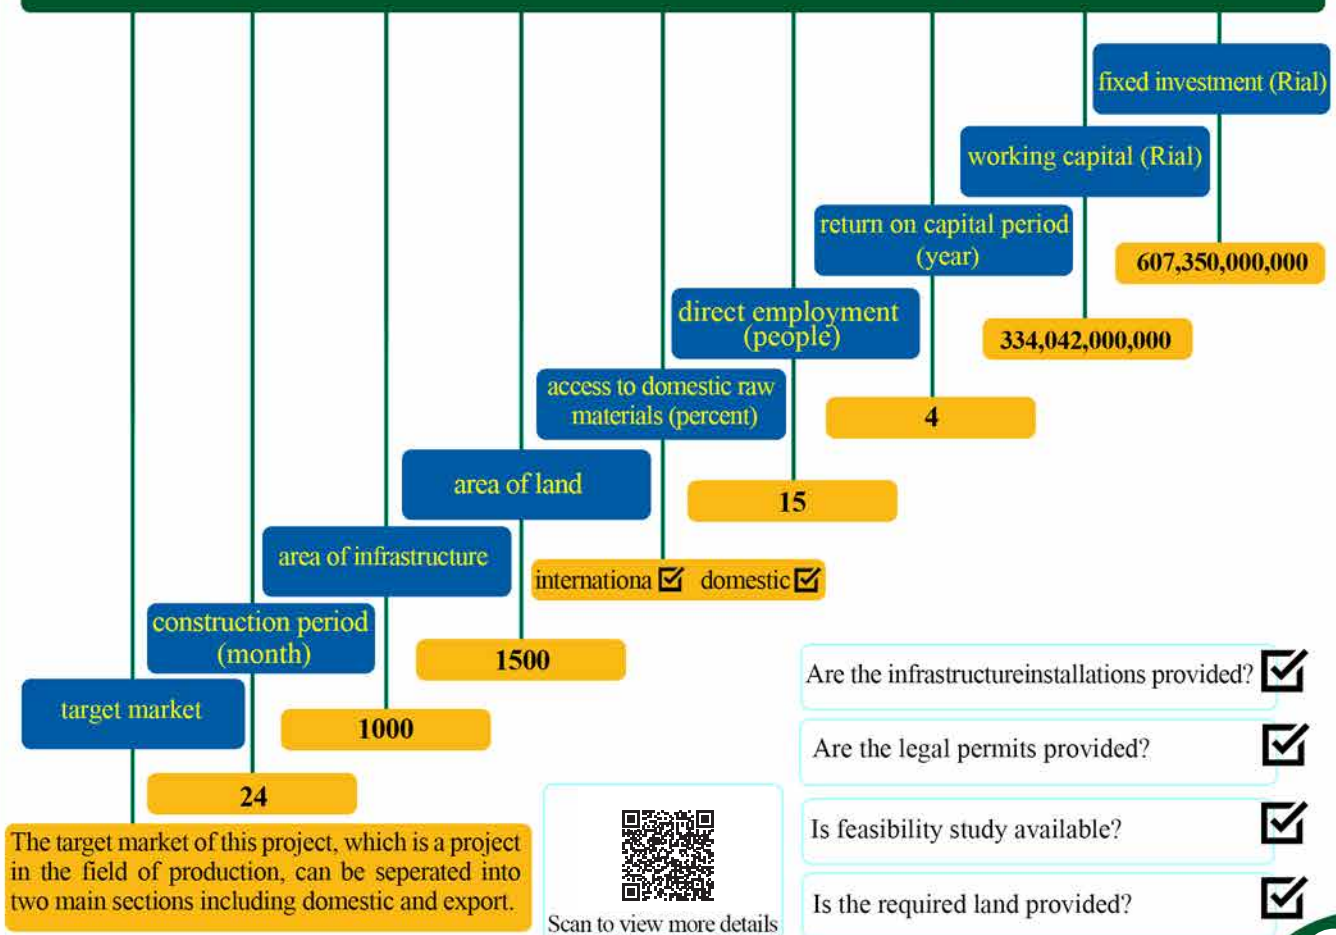 fixed investment (Rial)
607,350,000,000
working capital (Rial)
334,042,000,000
return on capital period
(year)
4
direct employment
(people)
15
access to domestic raw
materials (percent)
internationa ☑ domestic ☑
area of land
1500
area of infrastructure
1000
construction period
(month)
24
target market
The target market of this project, which is a project
in the field of production, can be seperated into
two main sections including domestic and export.
Scan to view more details
Are the infrastructureinstallations provided? ☑
Are the legal permits provided? ☑
Is feasibility study available? ☑
Is the required land provided? ☑